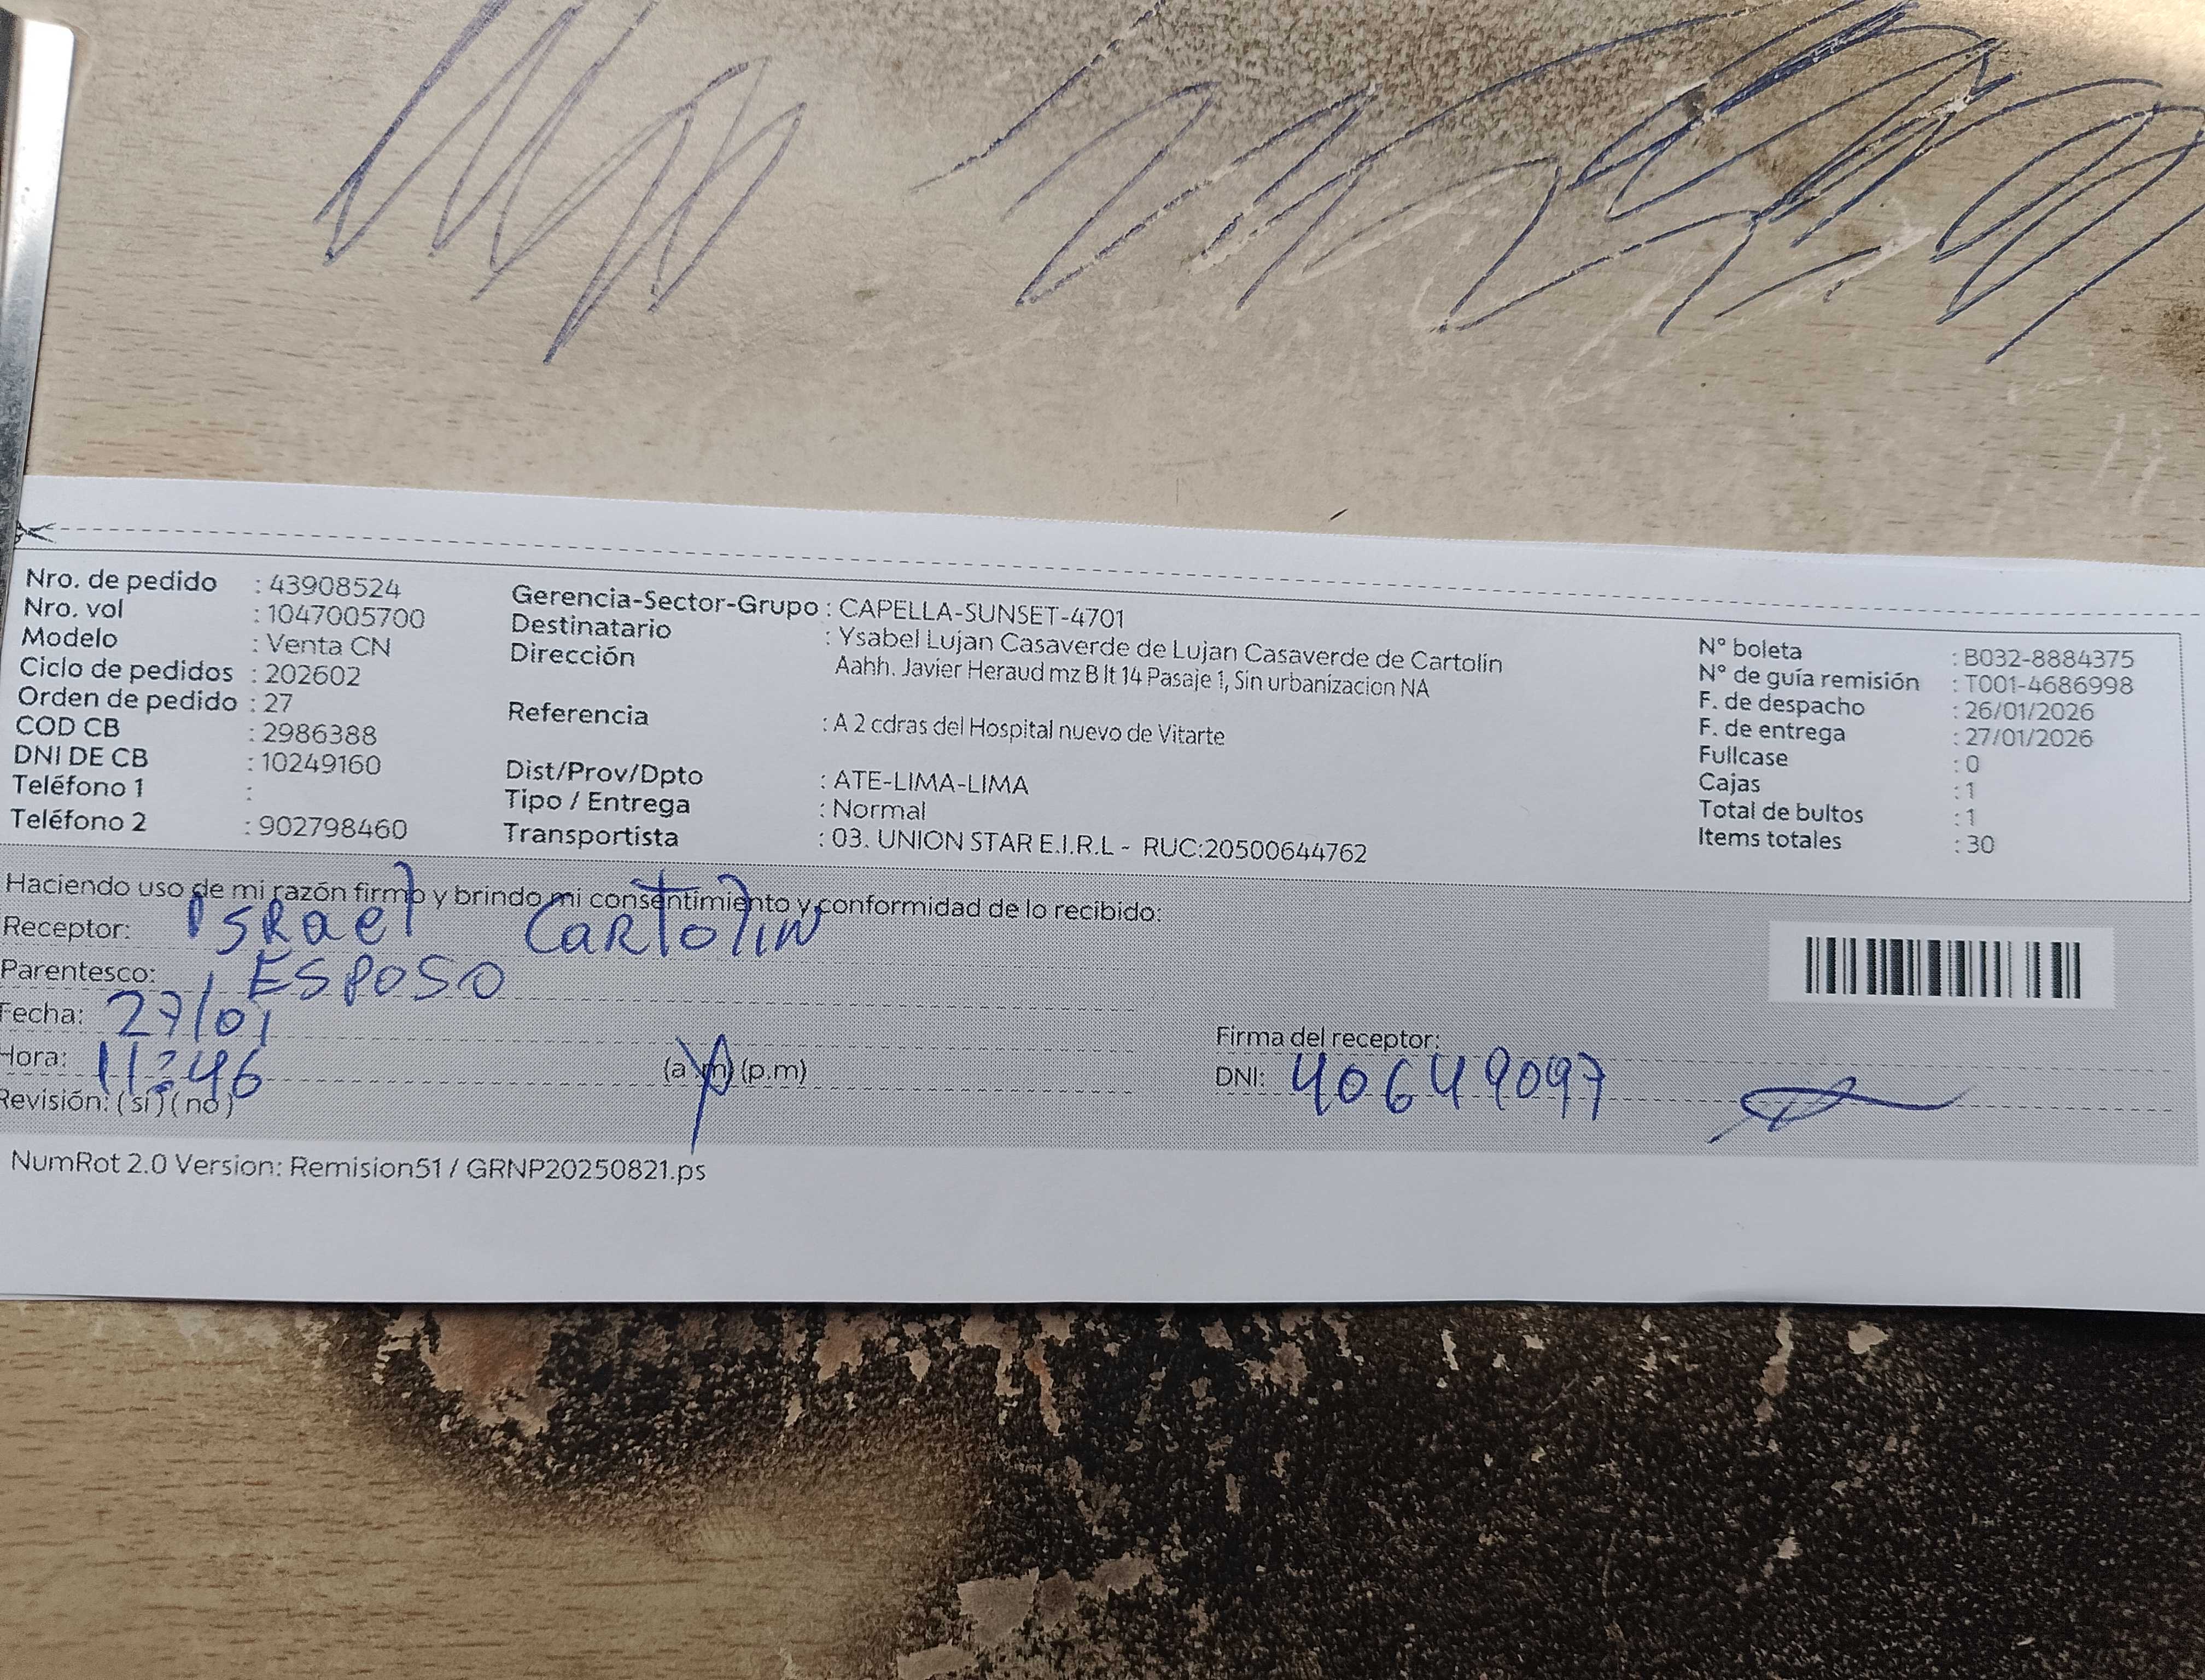 Nro. de pedido : 43908524
Nro. vol : 1047005700
Modelo : Venta CN
Ciclo de pedidos : 202602
Orden de pedido : 27
COD CB : 2986388
DNI DE CB : 10249160
Teléfono 1 :
Teléfono 2 : 902798460
Gerencia-Sector-Grupo : CAPELLA-SUNSET-4701
Destinatario : Ysabel Lujan Casaverde de Lujan Casaverde de Cartolin
Dirección Aahh. Javier Heraud mz B lt 14 Pasaje 1, Sin urbanizacion NA
Referencia : A 2 cdras del Hospital nuevo de Vitarte
Dist/Prov/Dpto : ATE-LIMA-LIMA
Tipo / Entrega : Normal
Transportista : 03. UNION STAR E.I.R.L - RUC:20500644762
N° boleta : B032-8884375
N° de guía remisión : T001-4686998
F. de despacho : 26/01/2026
F. de entrega : 27/01/2026
Fullcase : 0
Cajas : 1
Total de bultos : 1
Items totales : 30
Haciendo uso de mi razón firmo y brindo mi consentimiento y conformidad de lo recibido:
Receptor: Israel Cartolin
Parentesco: ESPOSO
Fecha: 27/01
Hora: 11:46 (a.m) (p.m)
Revisión: ( si ) ( no )
Firma del receptor:
DNI: 40649097
NumRot 2.0 Version: Remision51 / GRNP20250821.ps